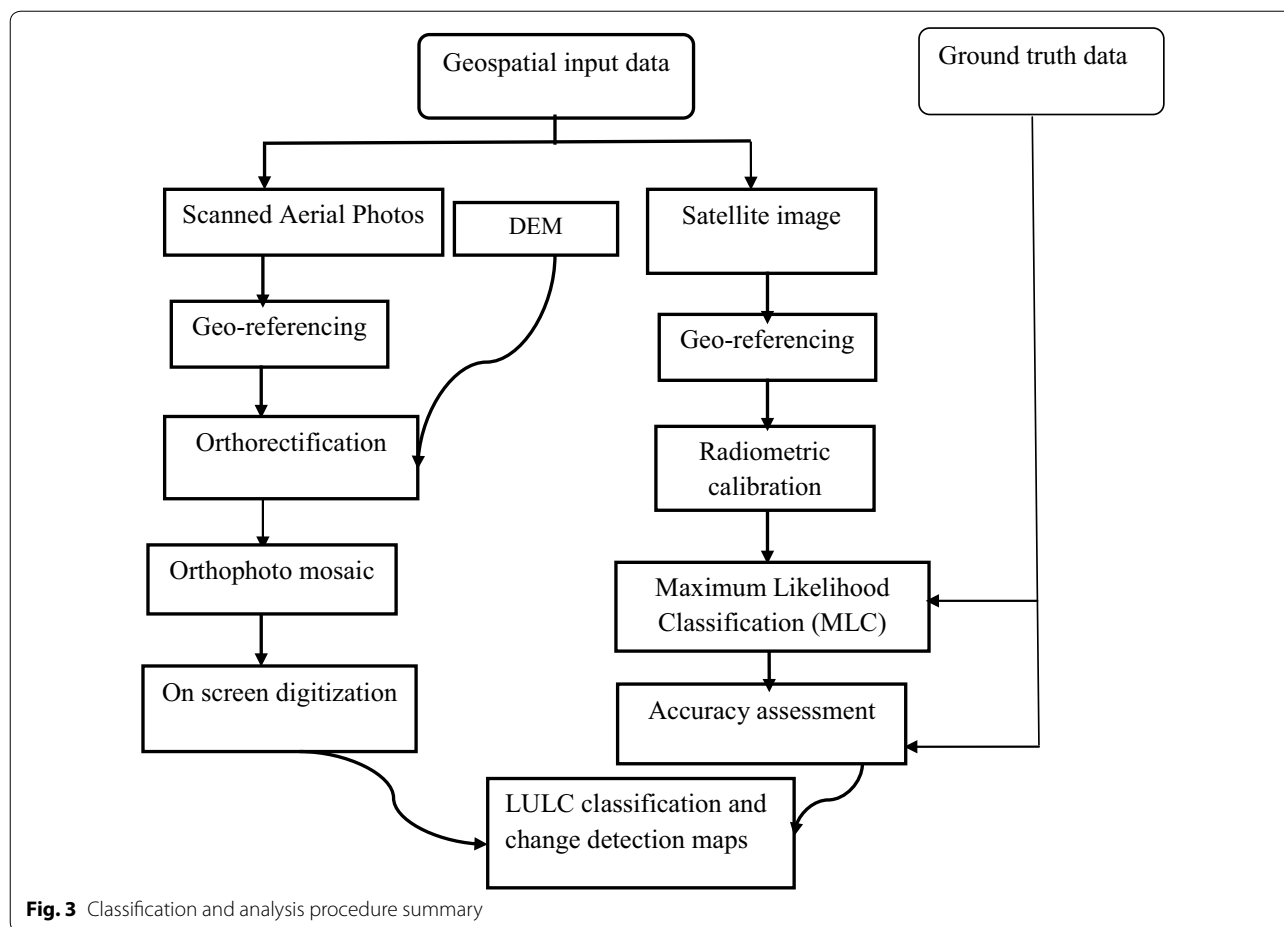 Geospatial input data
Ground truth data
Scanned Aerial Photos
DEM
Satellite image
Geo-referencing
Geo-referencing
Orthorectification
Radiometric
calibration
Orthophoto mosaic
Maximum Likelihood
Classification (MLC)
On screen digitization
Accuracy assessment
LULC classification and
change detection maps
Fig. 3 Classification and analysis procedure summary